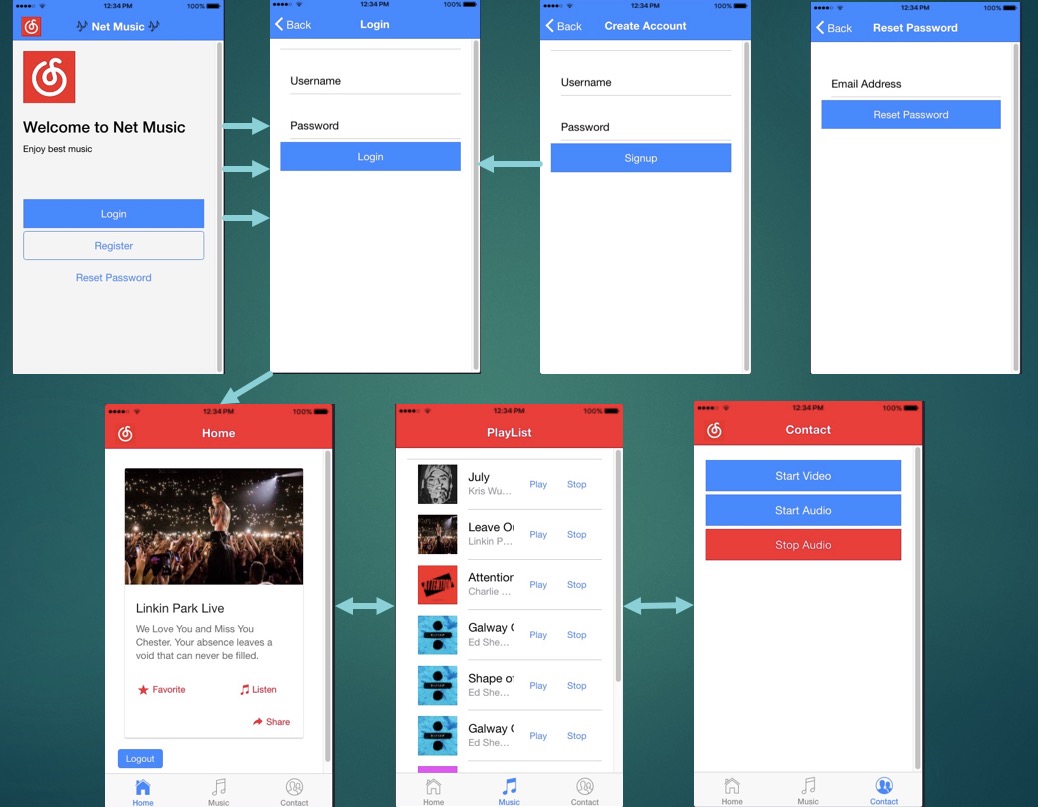 12:34 PM 100%
Net Music
Welcome to Net Music
Enjoy best music
Login
Register
Reset Password
12:34 PM 100%
Back Login
Username
Password
Login
12:34 PM 100%
Back Create Account
Username
Password
Signup
12:34 PM 100%
Back Reset Password
Email Address
Reset Password
12:34 PM 100%
Home
Linkin Park Live
We Love You and Miss You
Chester. Your absence leaves a
void that can never be filled.
Favorite Listen
Share
Logout
Home Music Contact
12:34 PM 100%
PlayList
July
Kris Wu... Play Stop
Leave Ou
Linkin P... Play Stop
Attention
Charlie ... Play Stop
Galway G
Ed She... Play Stop
Shape of
Ed She... Play Stop
Galway G
Ed She... Play Stop
Home Music Contact
12:34 PM 100%
Contact
Start Video
Start Audio
Stop Audio
Home Music Contact